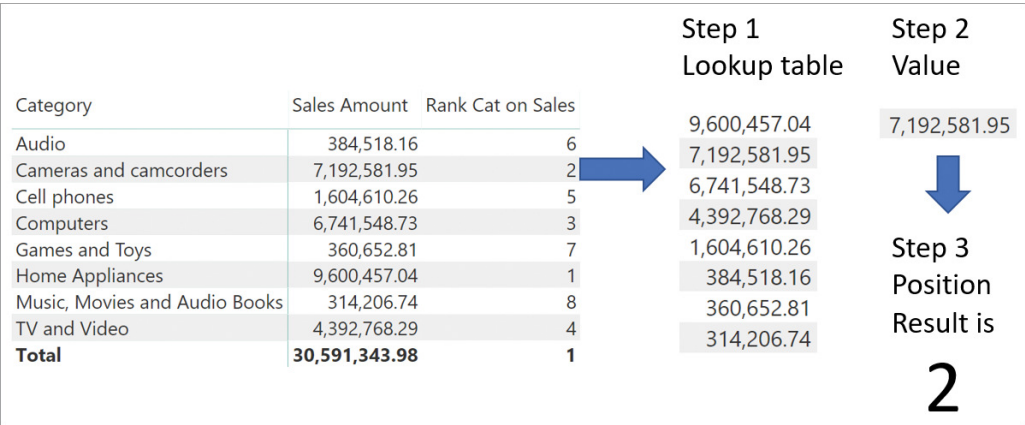 Category Sales Amount Rank Cat on Sales
Audio 384,518.16 6
Cameras and camcorders 7,192,581.95 2
Cell phones 1,604,610.26 5
Computers 6,741,548.73 3
Games and Toys 360,652.81 7
Home Appliances 9,600,457.04 1
Music, Movies and Audio Books 314,206.74 8
TV and Video 4,392,768.29 4
Total 30,591,343.98 1
Step 1
Lookup table
9,600,457.04
7,192,581.95
6,741,548.73
4,392,768.29
1,604,610.26
384,518.16
360,652.81
314,206.74
Step 2
Value
7,192,581.95
Step 3
Position
Result is
2